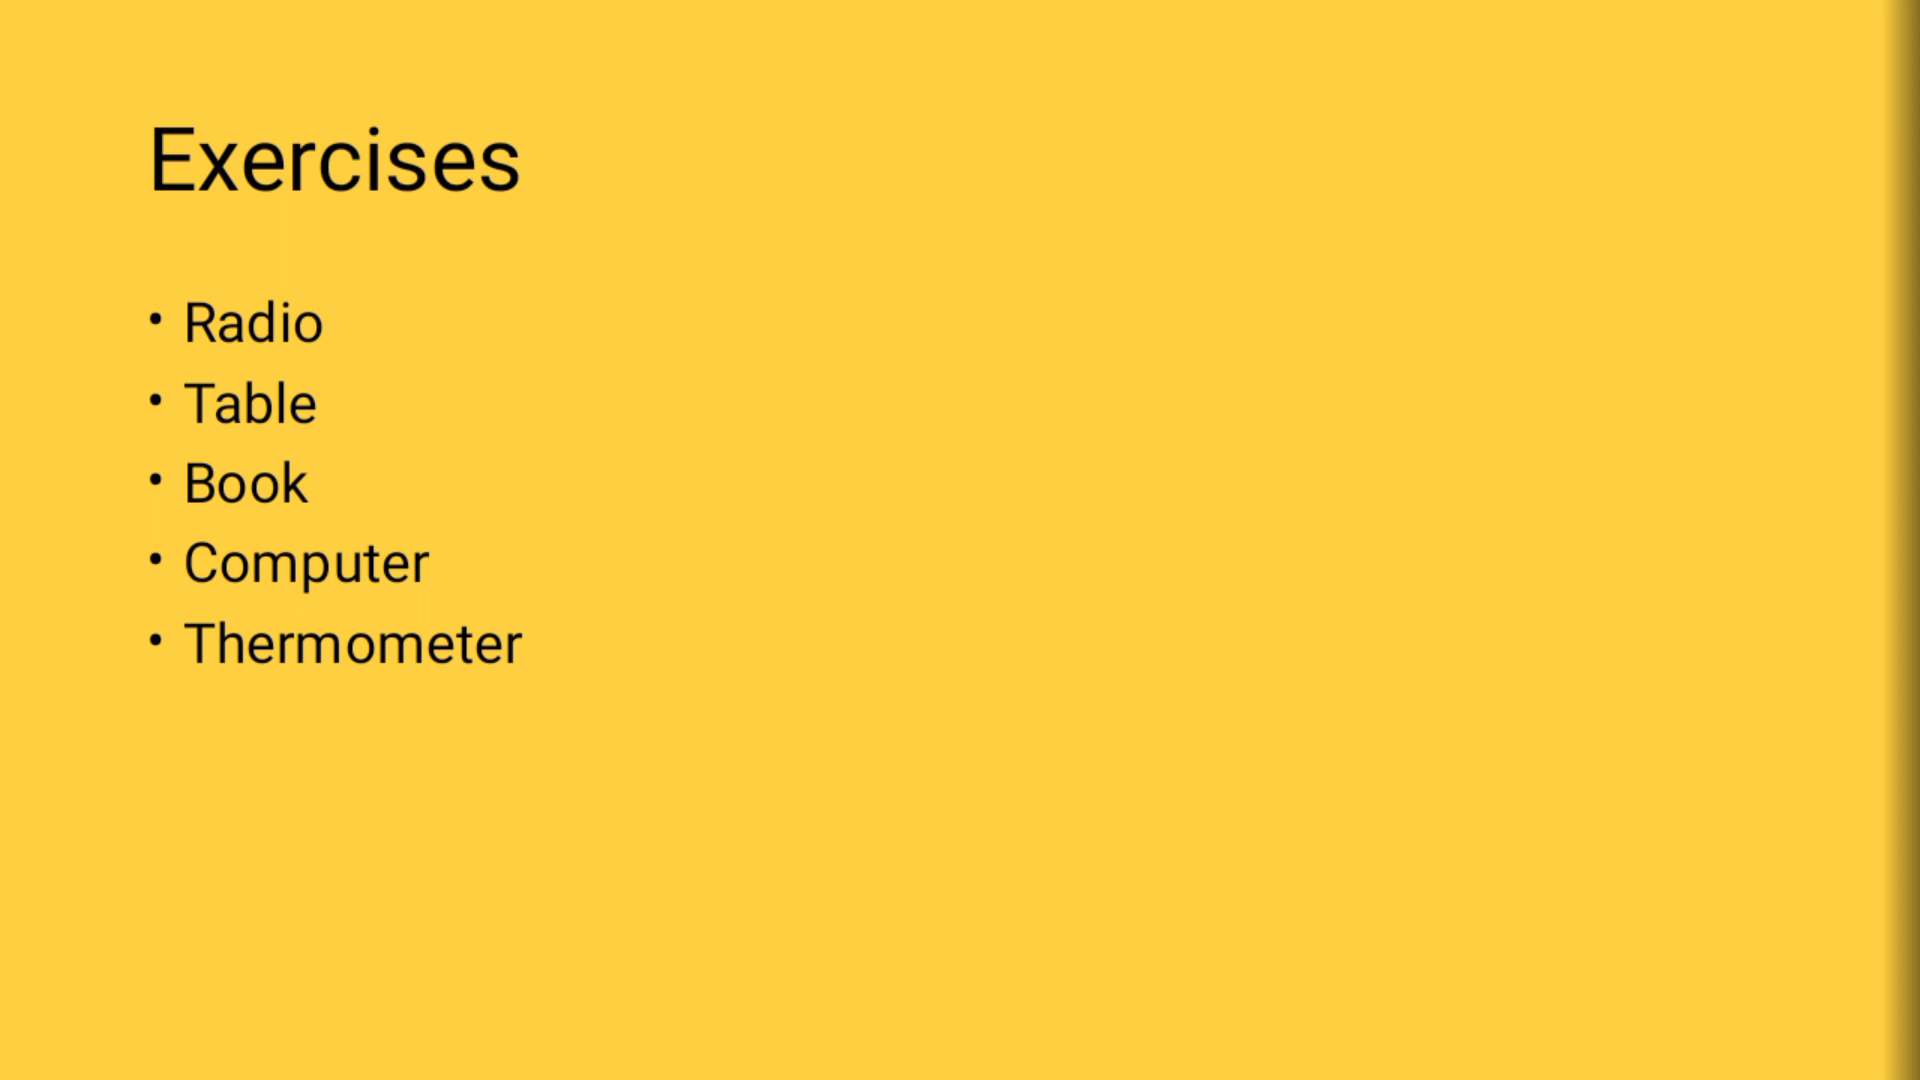 Exercises
• Radio
• Table
• Book
• Computer
• Thermometer